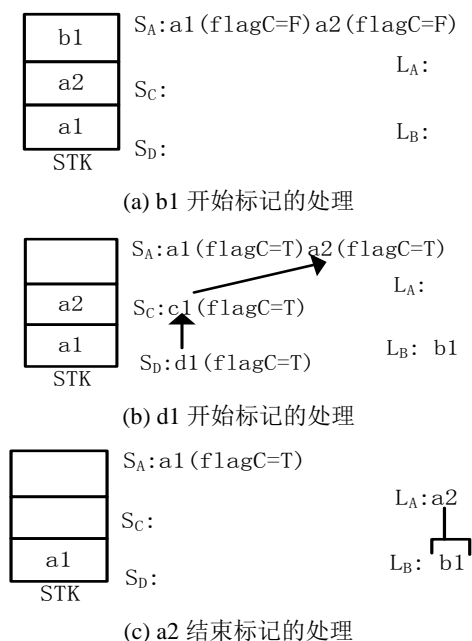 b1
a2
a1
STK
S_A:a1(flagC=F)a2(flagC=F)
L_A:
S_C:
L_B:
S_D:
(a) b1 开始标记的处理
a2
a1
STK
S_A:a1(flagC=T)a2(flagC=T)
L_A:
S_C:c1(flagC=T)
L_B: b1
S_D:d1(flagC=T)
(b) d1 开始标记的处理
a1
STK
S_A:a1(flagC=T)
L_A:a2
S_C:
L_B: b1
S_D:
(c) a2 结束标记的处理